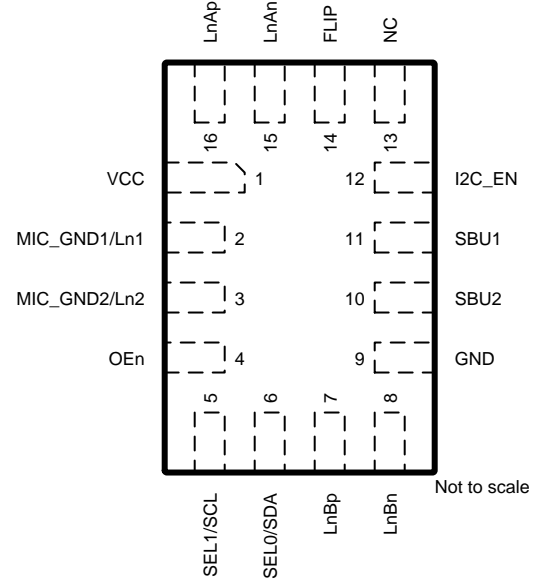 LnAp
LnAn
FLIP
NC
16
15
14
13
VCC
1
12
I2C_EN
MIC_GND1/Ln1
2
11
SBU1
MIC_GND2/Ln2
3
10
SBU2
OEn
4
9
GND
5
6
7
8
SEL1/SCL
SEL0/SDA
LnBp
LnBn
Not to scale